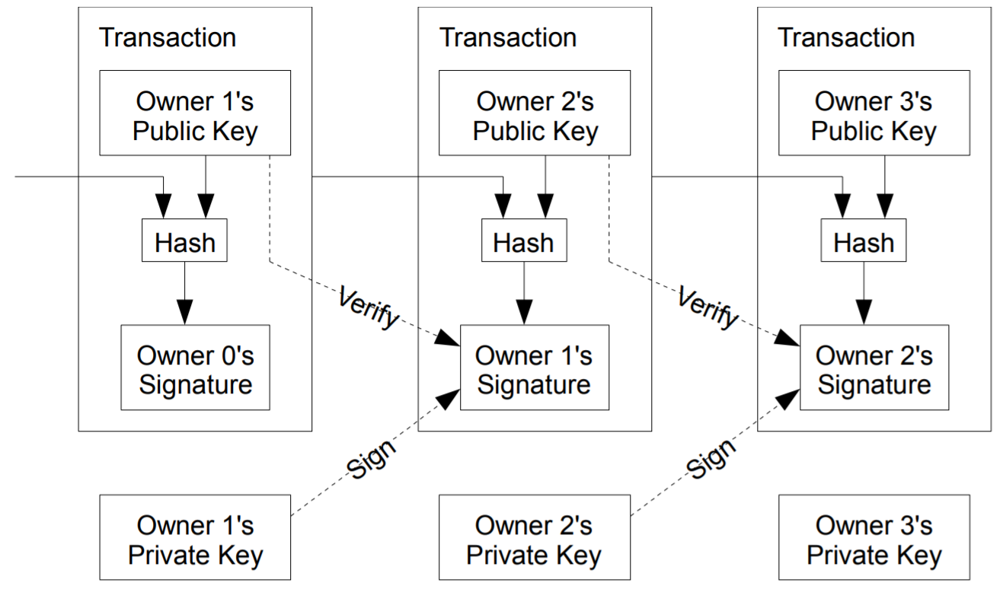 Transaction
Transaction
Transaction
Owner 1's
Public Key
Owner 2's
Public Key
Owner 3's
Public Key
Hash
Hash
Hash
Verify
Verify
Owner 0's
Signature
Owner 1's
Signature
Owner 2's
Signature
Sign
Sign
Owner 1's
Private Key
Owner 2's
Private Key
Owner 3's
Private Key